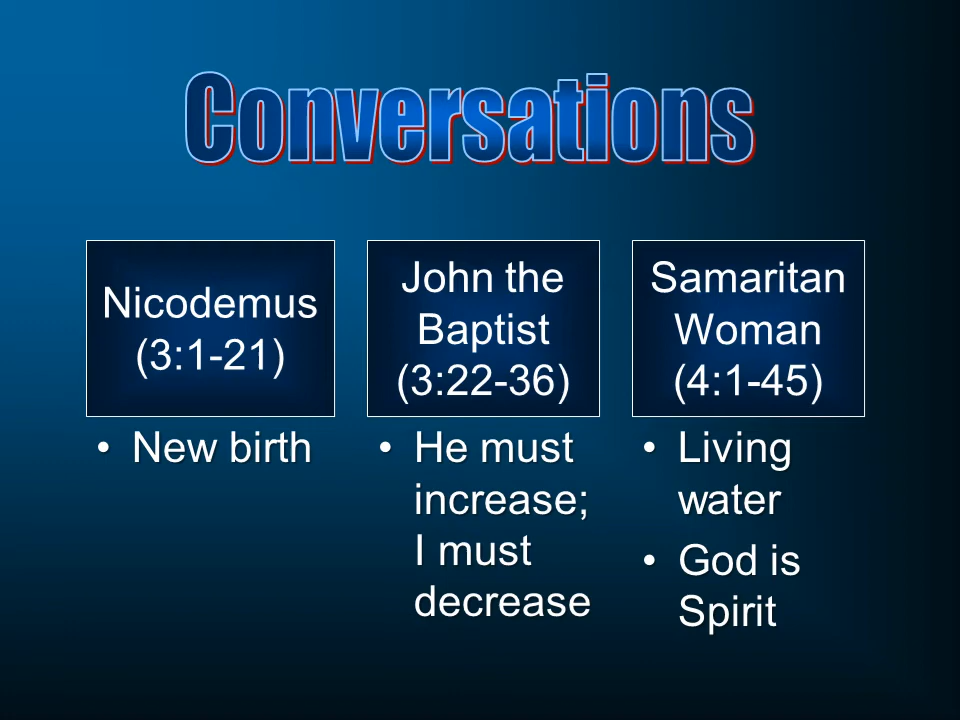 Conversations
Nicodemus
(3:1-21)
• New birth
John the
Baptist
(3:22-36)
• He must
increase;
I must
decrease
Samaritan
Woman
(4:1-45)
• Living
water
• God is
Spirit